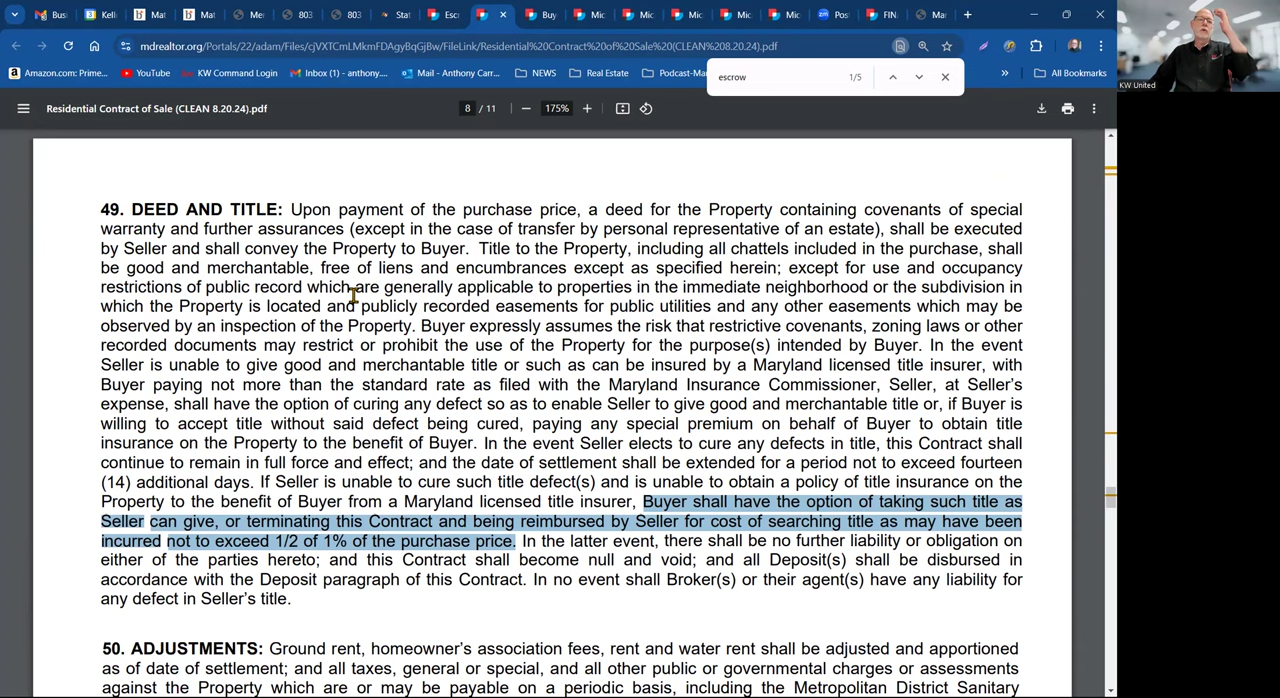 Busi
Kelle
Mat
Mat
Mer
803
803
Stat
Escr
Buy
Mic
Mic
Mic
Mic
Mic
Pos
FIN
Mar
mdrealtor.org/Portals/22/adam/Files/cjVXTCmLMkmFDAgyBqGjBw/FileLink/Residential%20Contract%20of%20Sale%20(CLEAN%208.20.24).pdf
Amazon.com: Prime...
YouTube
KW Command Login
Inbox (1) - anthony....
Mail - Anthony Carr...
NEWS
Real Estate
Podcast-Mar
escrow
1/5
»
All Bookmarks
KW United
Residential Contract of Sale (CLEAN 8.20.24).pdf
8 / 11
175%
49. DEED AND TITLE: Upon payment of the purchase price, a deed for the Property containing covenants of special
warranty and further assurances (except in the case of transfer by personal representative of an estate), shall be executed
by Seller and shall convey the Property to Buyer. Title to the Property, including all chattels included in the purchase, shall
be good and merchantable, free of liens and encumbrances except as specified herein; except for use and occupancy
restrictions of public record which are generally applicable to properties in the immediate neighborhood or the subdivision in
which the Property is located and publicly recorded easements for public utilities and any other easements which may be
observed by an inspection of the Property. Buyer expressly assumes the risk that restrictive covenants, zoning laws or other
recorded documents may restrict or prohibit the use of the Property for the purpose(s) intended by Buyer. In the event
Seller is unable to give good and merchantable title or such as can be insured by a Maryland licensed title insurer, with
Buyer paying not more than the standard rate as filed with the Maryland Insurance Commissioner, Seller, at Seller's
expense, shall have the option of curing any defect so as to enable Seller to give good and merchantable title or, if Buyer is
willing to accept title without said defect being cured, paying any special premium on behalf of Buyer to obtain title
insurance on the Property to the benefit of Buyer. In the event Seller elects to cure any defects in title, this Contract shall
continue to remain in full force and effect; and the date of settlement shall be extended for a period not to exceed fourteen
(14) additional days. If Seller is unable to cure such title defect(s) and is unable to obtain a policy of title insurance on the
Property to the benefit of Buyer from a Maryland licensed title insurer, Buyer shall have the option of taking such title as
Seller can give, or terminating this Contract and being reimbursed by Seller for cost of searching title as may have been
incurred not to exceed 1/2 of 1% of the purchase price. In the latter event, there shall be no further liability or obligation on
either of the parties hereto; and this Contract shall become null and void; and all Deposit(s) shall be disbursed in
accordance with the Deposit paragraph of this Contract. In no event shall Broker(s) or their agent(s) have any liability for
any defect in Seller's title.
50. ADJUSTMENTS: Ground rent, homeowner's association fees, rent and water rent shall be adjusted and apportioned
as of date of settlement; and all taxes, general or special, and all other public or governmental charges or assessments
against the Property which are or may be payable on a periodic basis, including the Metropolitan District Sanitary